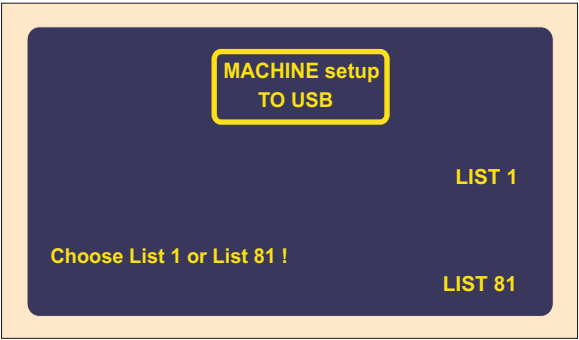 MACHINE setup
TO USB
LIST 1
Choose List 1 or List 81 !
LIST 81